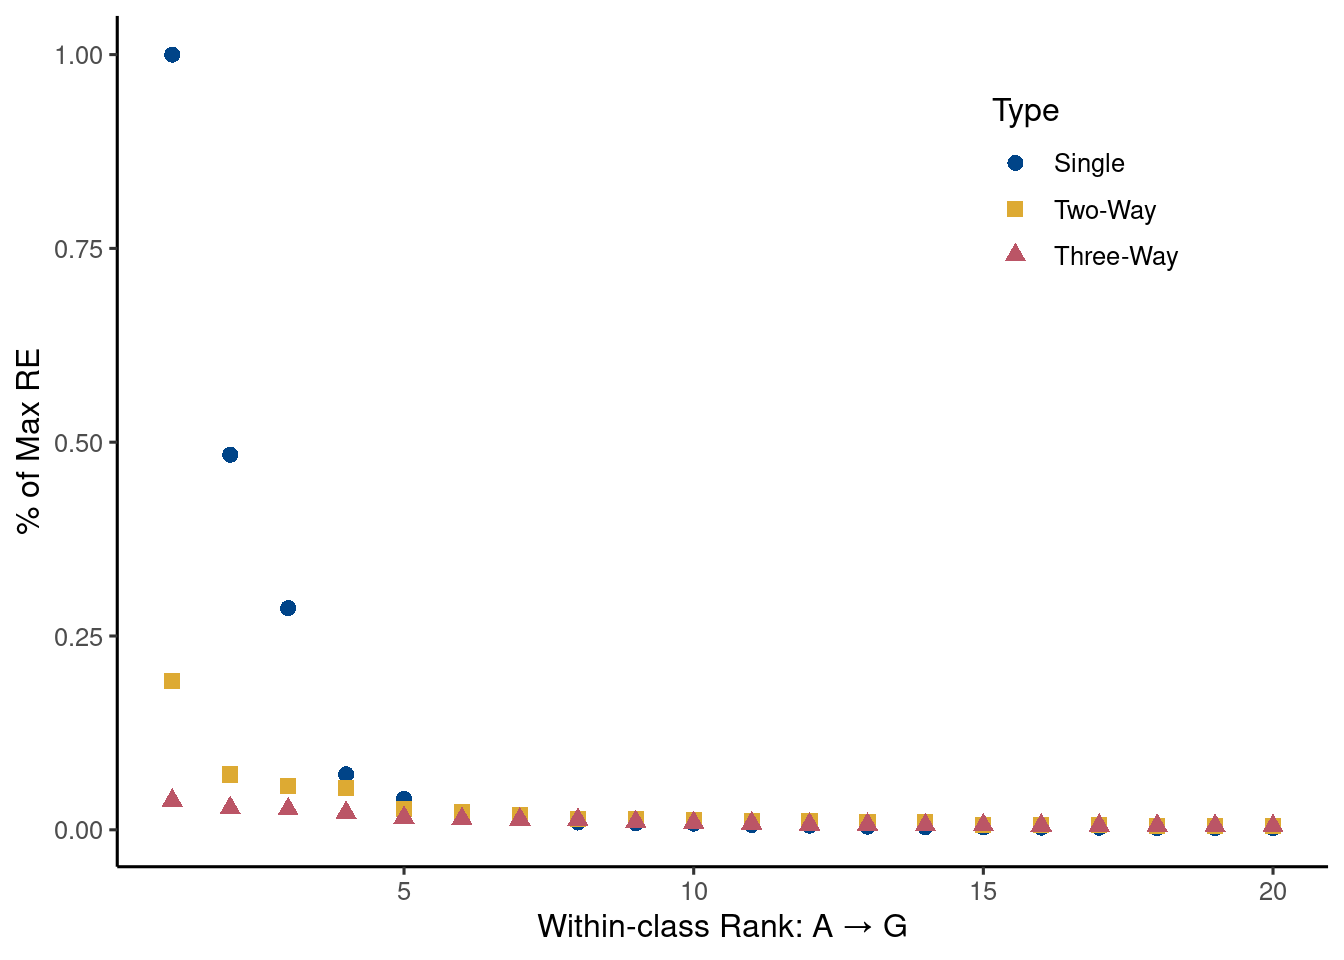 1.00
0.75
0.50
0.25
0.00
% of Max RE
Type
Single
Two-Way
Three-Way
5
10
15
20
Within-class Rank: A → G